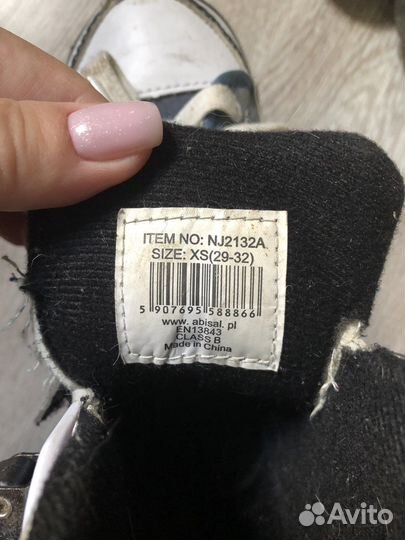 ITEM NO: NJ2132A
SIZE: XS(29-32)
5 907695 588866
www.abisal.pl
EN13843
CLASS B
Made in China
Avito